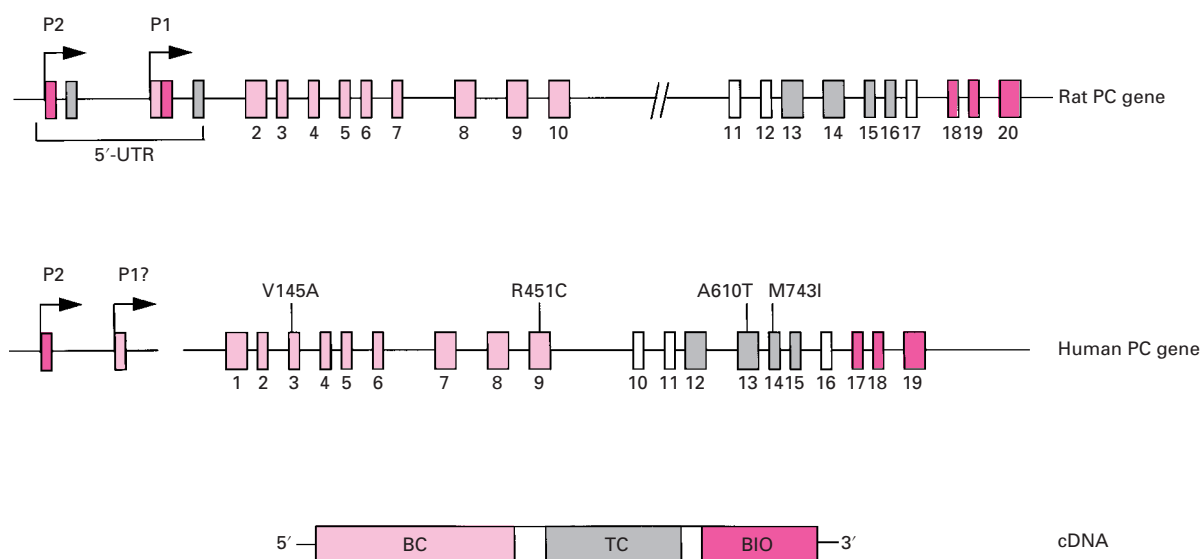 P2 P1
Rat PC gene
2 3 4 5 6 7 8 9 10 11 12 13 14 15 16 17 18 19 20
5′-UTR
P2 P1?
V145A R451C A610T M743I
Human PC gene
1 2 3 4 5 6 7 8 9 10 11 12 13 14 15 16 17 18 19
5′ BC TC BIO 3′ cDNA